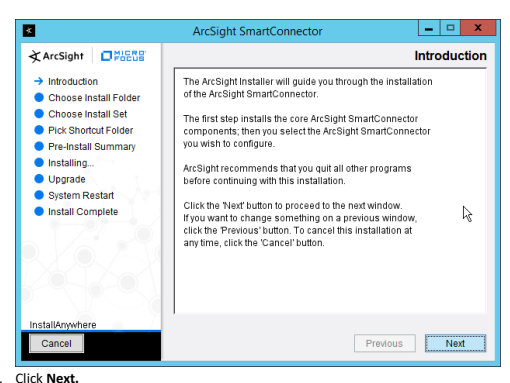 ArcSight SmartConnector
ArcSight MICRO FOCUS
Introduction
Introduction
Choose Install Folder
Choose Install Set
Pick Shortcut Folder
Pre-Install Summary
Installing...
Upgrade
System Restart
Install Complete
The ArcSight Installer will guide you through the installation
of the ArcSight SmartConnector.
The first step installs the core ArcSight SmartConnector
components; then you select the ArcSight SmartConnector
you wish to configure.
ArcSight recommends that you quit all other programs
before continuing with this installation.
Click the 'Next' button to proceed to the next window.
If you want to change something on a previous window,
click the 'Previous' button. To cancel this installation at
any time, click the 'Cancel' button.
InstallAnywhere
Cancel
Previous
Next
. Click Next.